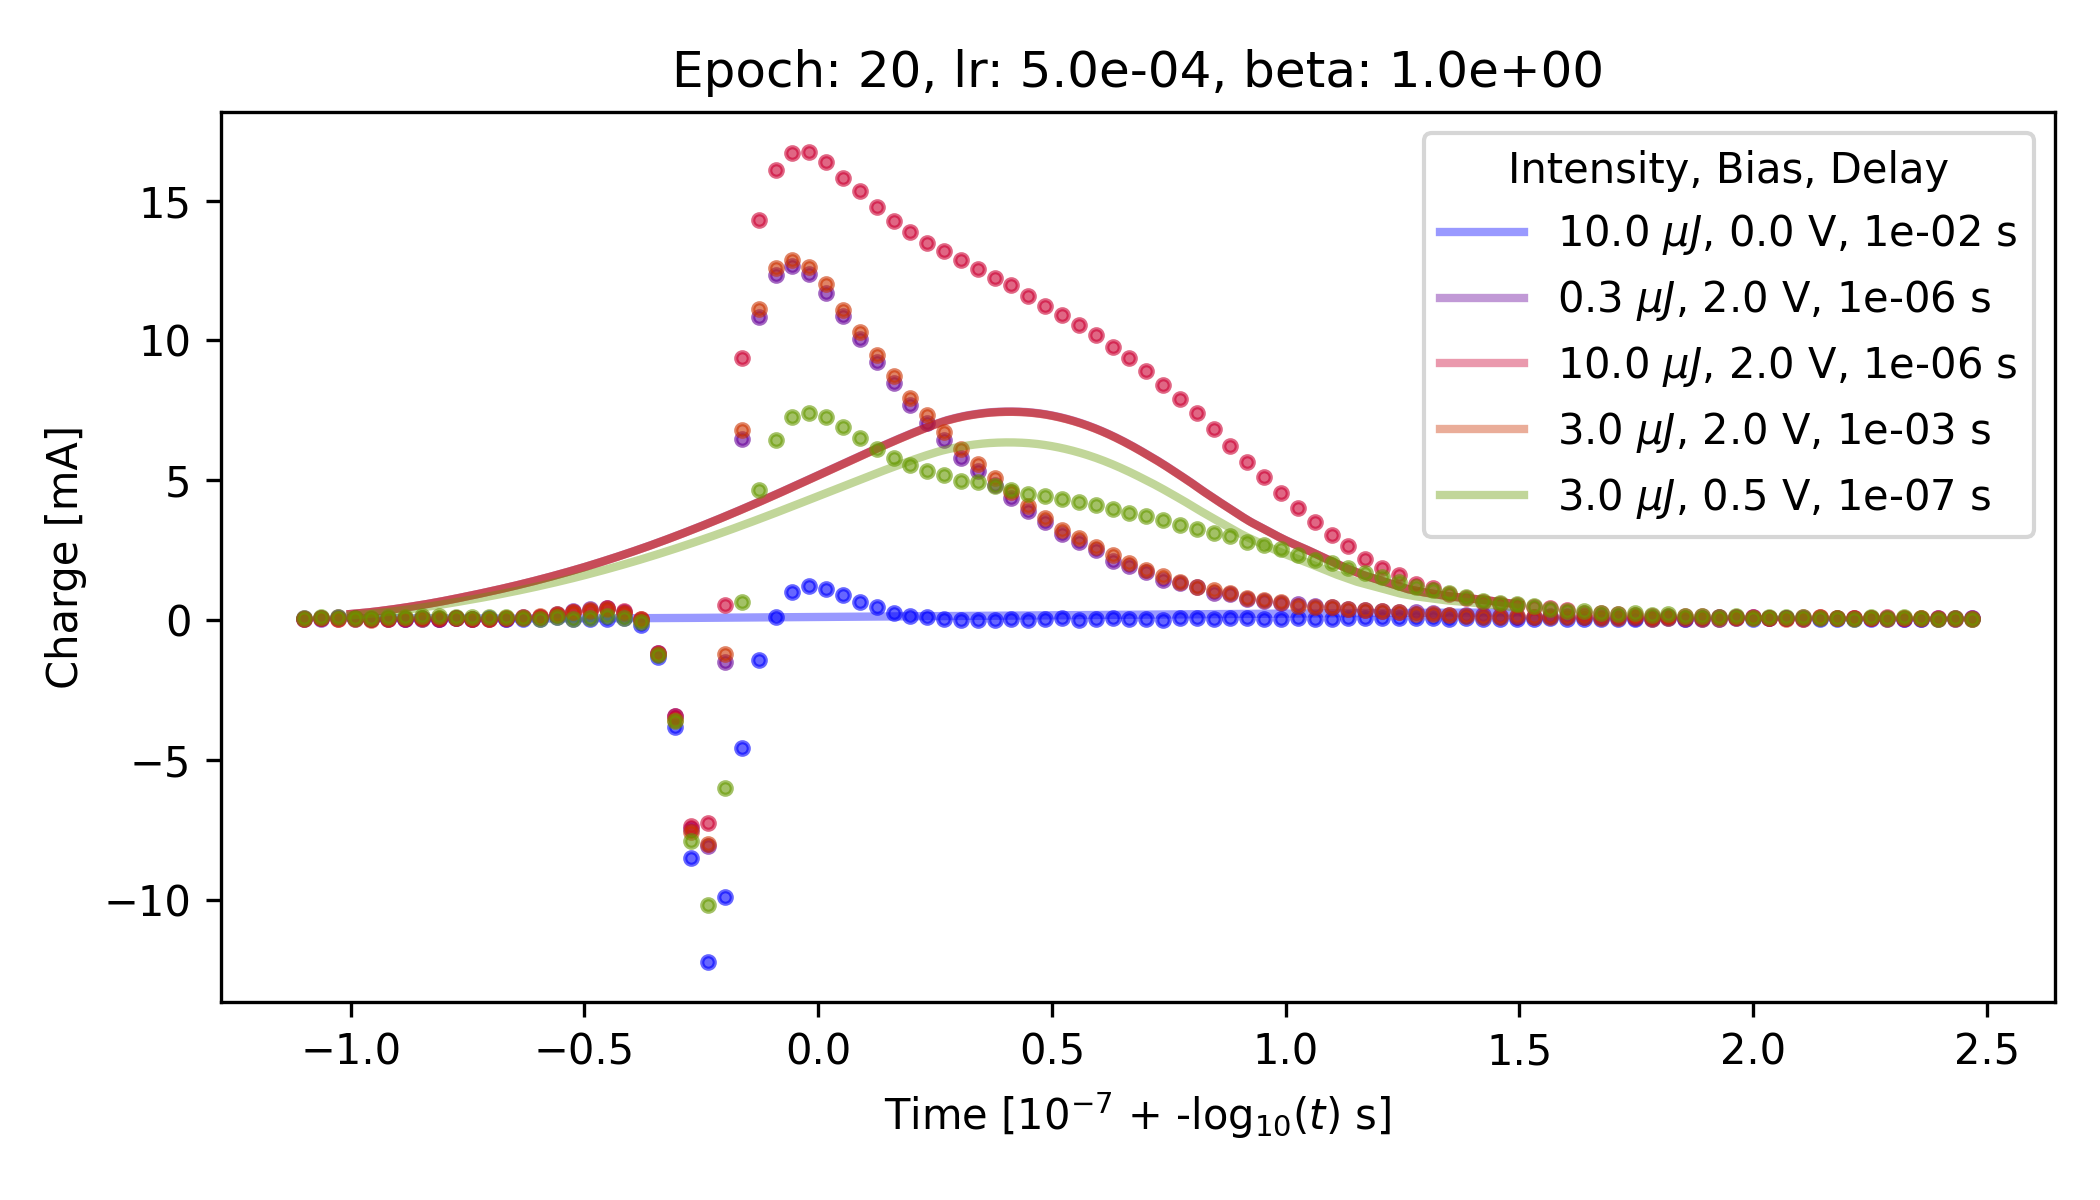 Epoch: 20, lr: 5.0e-04, beta: 1.0e+00
Charge [mA]
15
10
5
0
−5
−10
Intensity, Bias, Delay
10.0 μJ, 0.0 V, 1e-02 s
0.3 μJ, 2.0 V, 1e-06 s
10.0 μJ, 2.0 V, 1e-06 s
3.0 μJ, 2.0 V, 1e-03 s
3.0 μJ, 0.5 V, 1e-07 s
−1.0 −0.5 0.0 0.5 1.0 1.5 2.0 2.5
Time [10⁻⁷ + -log₁₀(t) s]